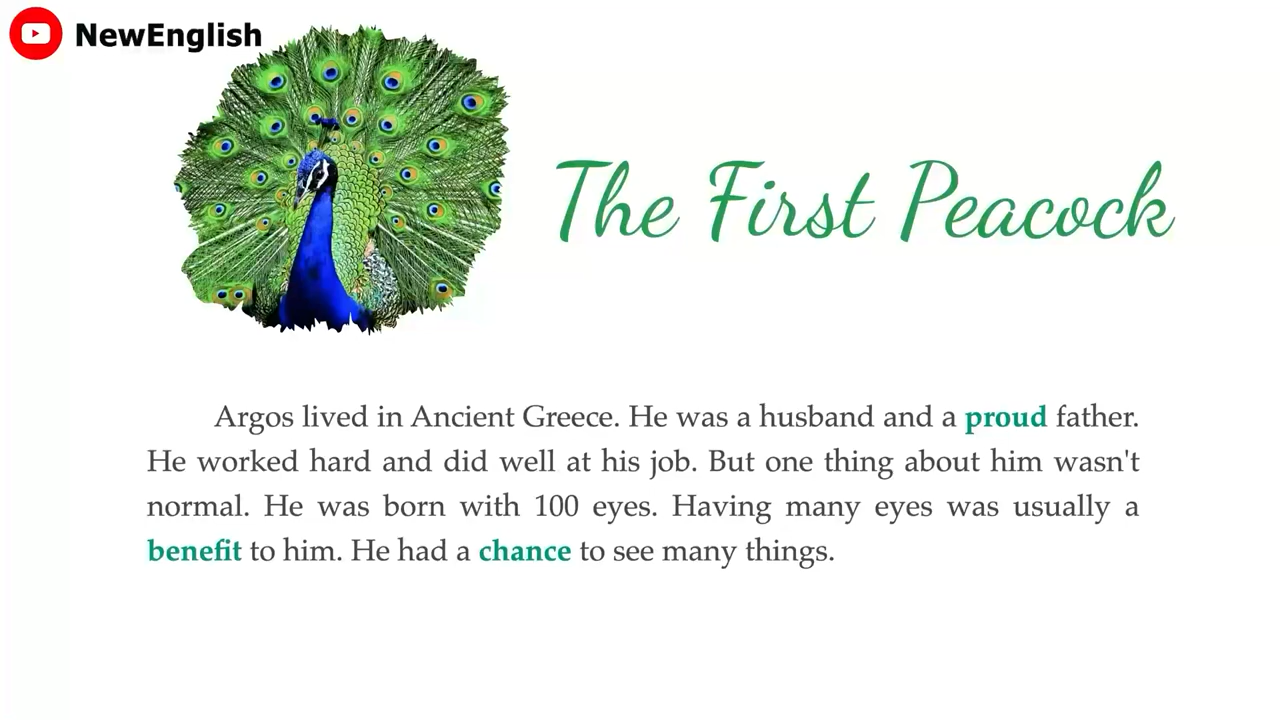 NewEnglish
The First Peacock
Argos lived in Ancient Greece. He was a husband and a proud father.
He worked hard and did well at his job. But one thing about him wasn't
normal. He was born with 100 eyes. Having many eyes was usually a
benefit to him. He had a chance to see many things.